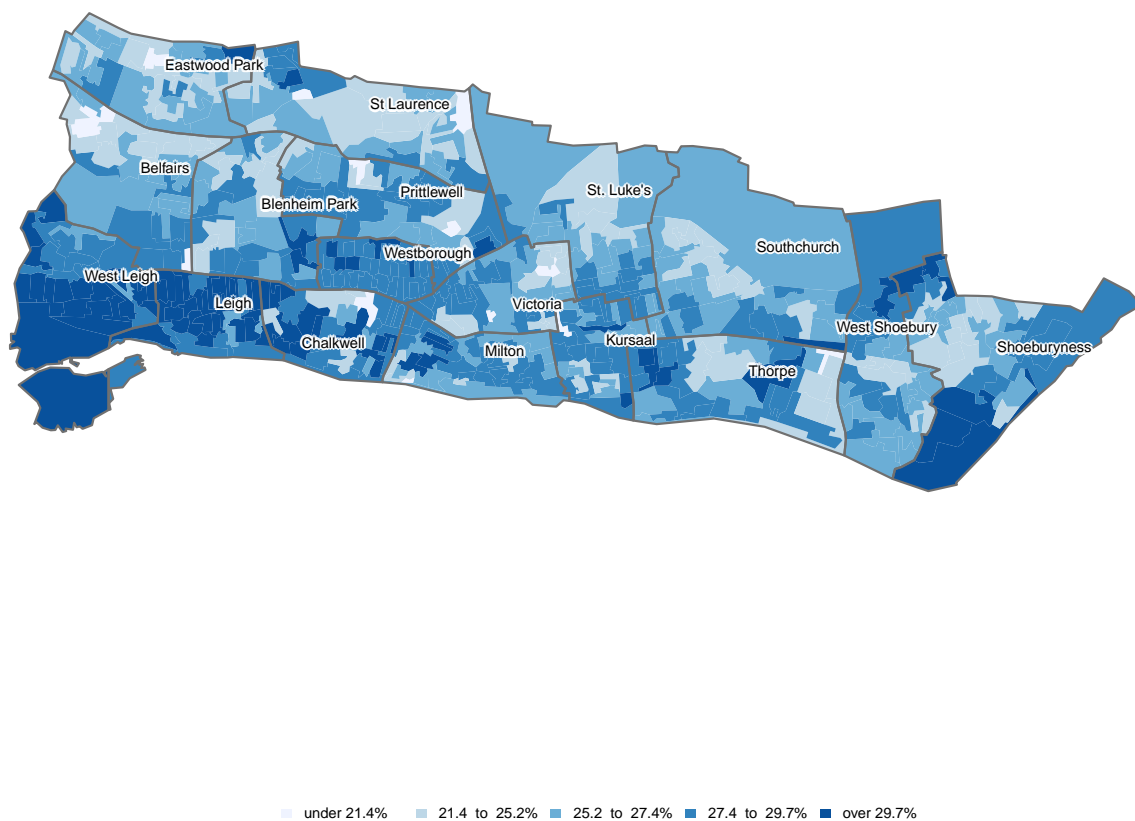 Eastwood Park
St Laurence
Belfairs
Prittlewell
St. Luke's
Blenheim Park
Southchurch
Westborough
West Leigh
Leigh
Victoria
West Shoebury
Kursaal
Chalkwell
Shoeburyness
Milton
Thorpe
under 21.4% 21.4 to 25.2% 25.2 to 27.4% 27.4 to 29.7% over 29.7%